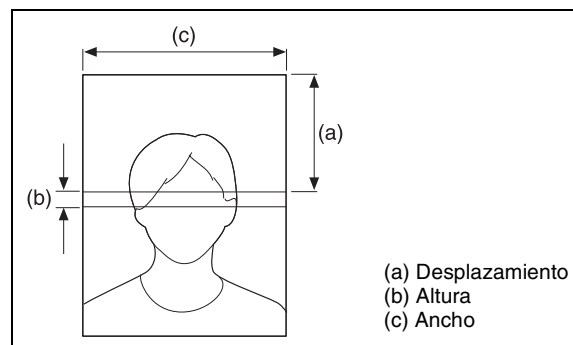 (c)
(a)
(b)
(a) Desplazamiento
(b) Altura
(c) Ancho